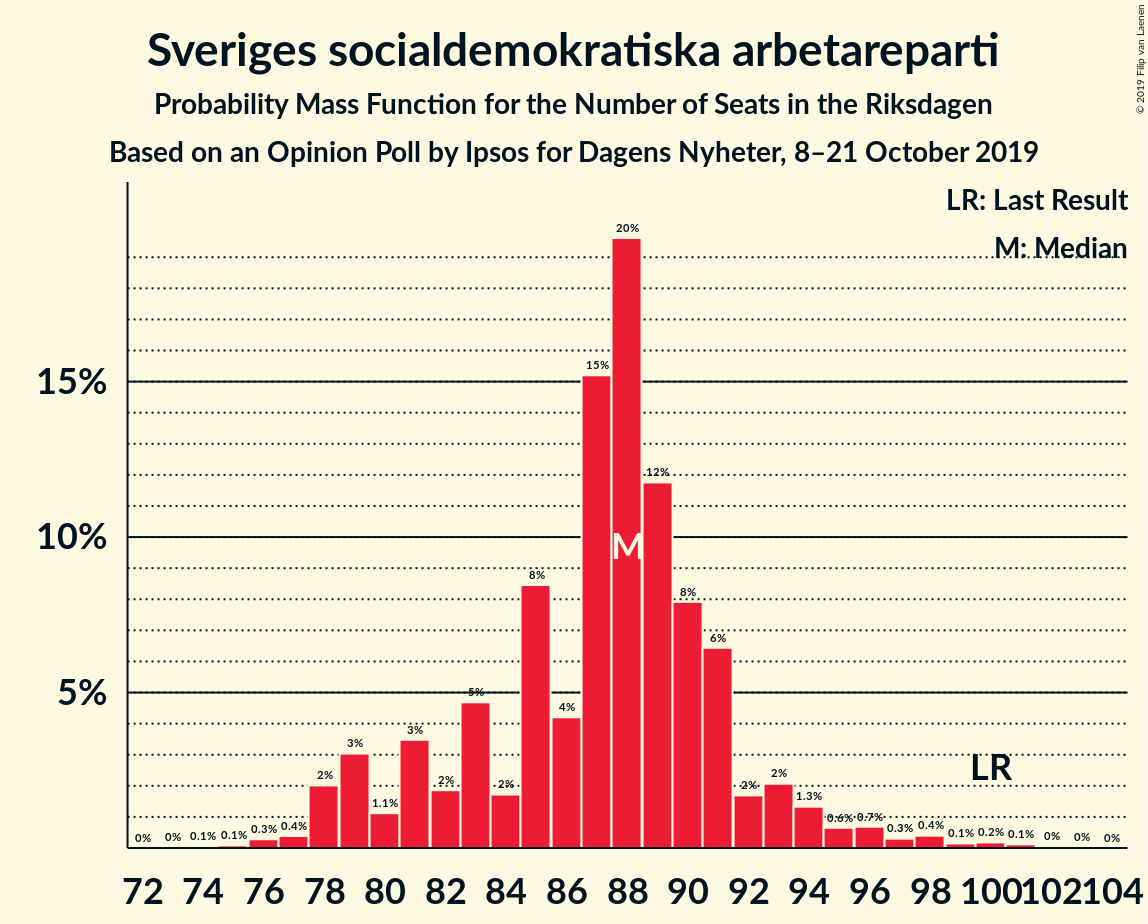 Sveriges socialdemokratiska arbetareparti
Probability Mass Function for the Number of Seats in the Riksdagen
Based on an Opinion Poll by Ipsos for Dagens Nyheter, 8–21 October 2019
© 2019 Filip van Laenen
LR: Last Result
M: Median
15%
10%
5%
0% 0% 0.1% 0.1% 0.3% 0.4% 2% 3% 1.1% 3% 2% 5% 2% 8% 4% 15% 20% 12% 8% 6% 2% 2% 1.3% 0.6% 0.7% 0.3% 0.4% 0.1% 0.2% 0.1% 0% 0% 0%
M
LR
72 74 76 78 80 82 84 86 88 90 92 94 96 98 100 102 104